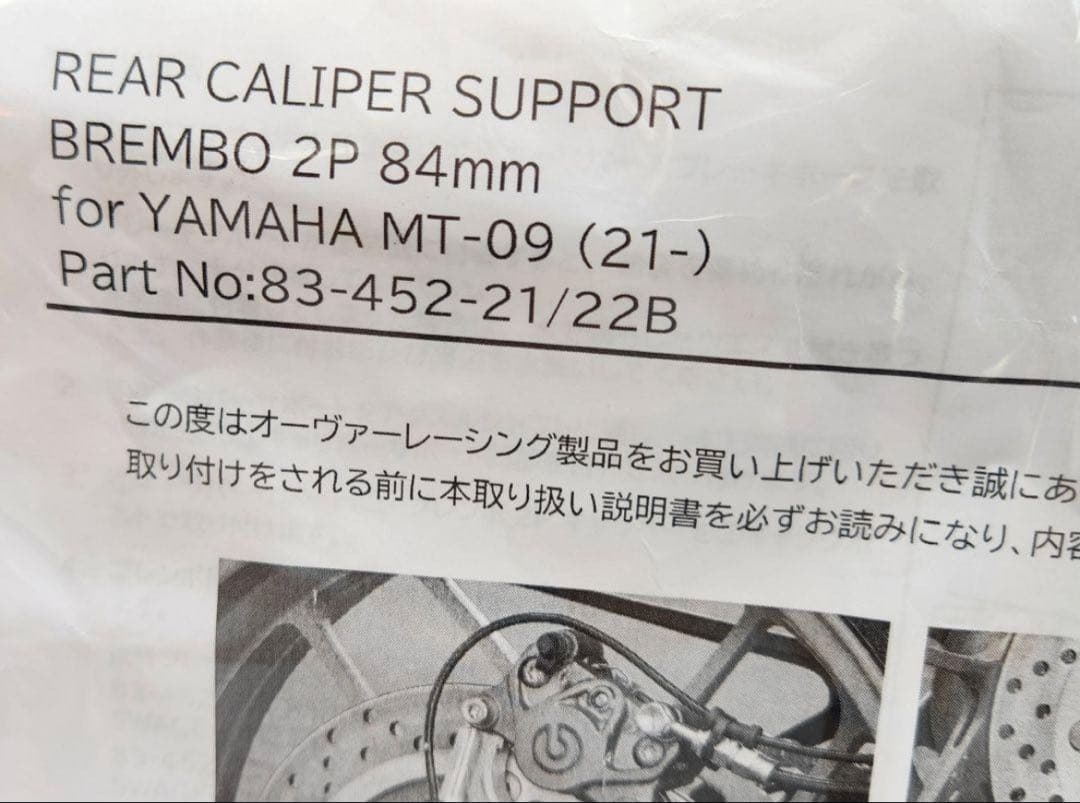 REAR CALIPER SUPPORT
BREMBO 2P 84mm
for YAMAHA MT-09 (21-)
Part No:83-452-21/22B
この度はオーヴァーレーシング製品をお買い上げいただき誠にあ
取り付けをされる前に本取り扱い説明書を必ずお読みになり、内容